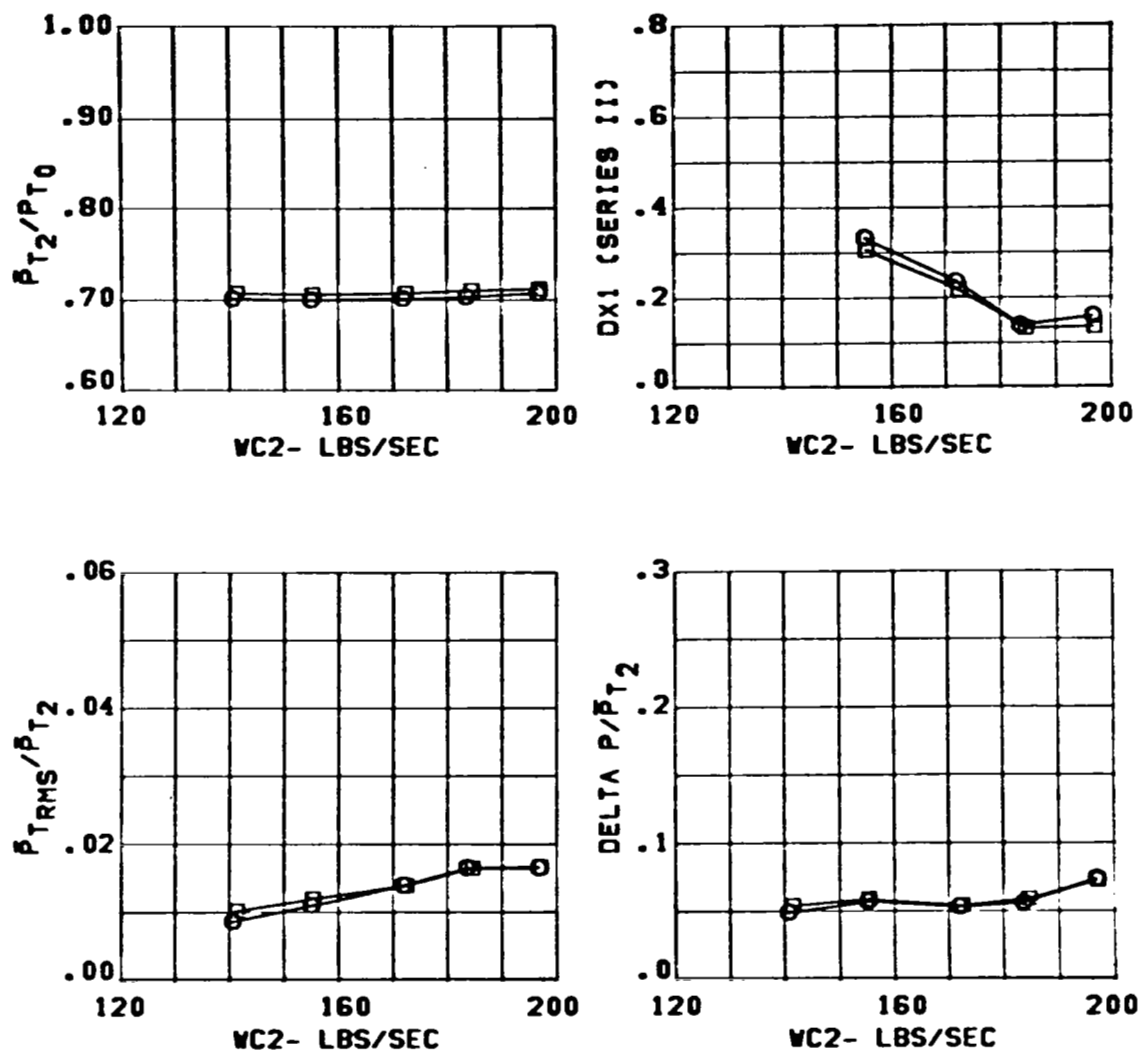 1.00
.90
.80
.70
.60
P̄T2/PT0
120 160 200
WC2- LBS/SEC
.8
.6
.4
.2
.0
DX1 (SERIES II)
120 160 200
WC2- LBS/SEC
.06
.04
.02
.00
P̄TRMS/P̄T2
120 160 200
WC2- LBS/SEC
.3
.2
.1
.0
DELTA P/P̄T2
120 160 200
WC2- LBS/SEC